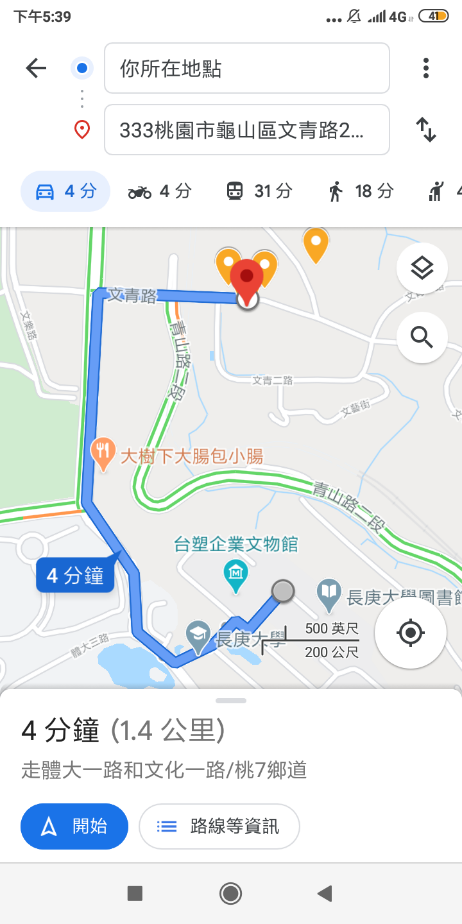 下午5:39
4G
41
你所在地點
333桃園市龜山區文青路2...
4 分
4 分
31 分
18 分
4
文青路
文樂路
青山路一段
文青二路
文藝街
大樹下大腸包小腸
青山路二段
台塑企業文物館
4 分鐘
長庚大學圖書館
長庚大學
體大三路
500 英尺
200 公尺
4 分鐘 (1.4 公里)
走體大一路和文化一路/桃7鄉道
開始
路線等資訊